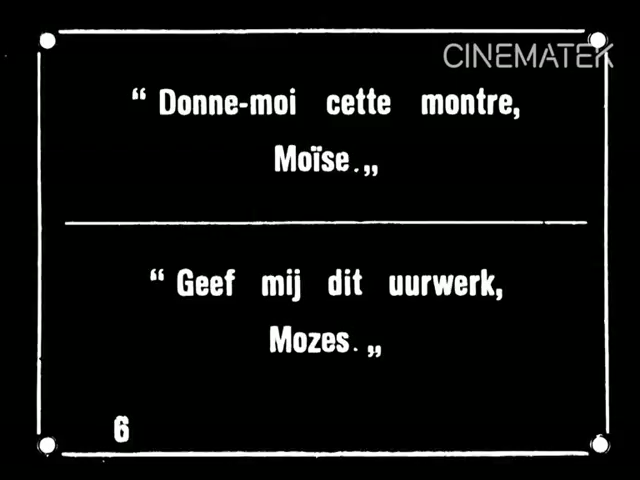 CINEMATEK
“ Donne-moi cette montre,
Moïse.„
“ Geef mij dit uurwerk,
Mozes.„
6